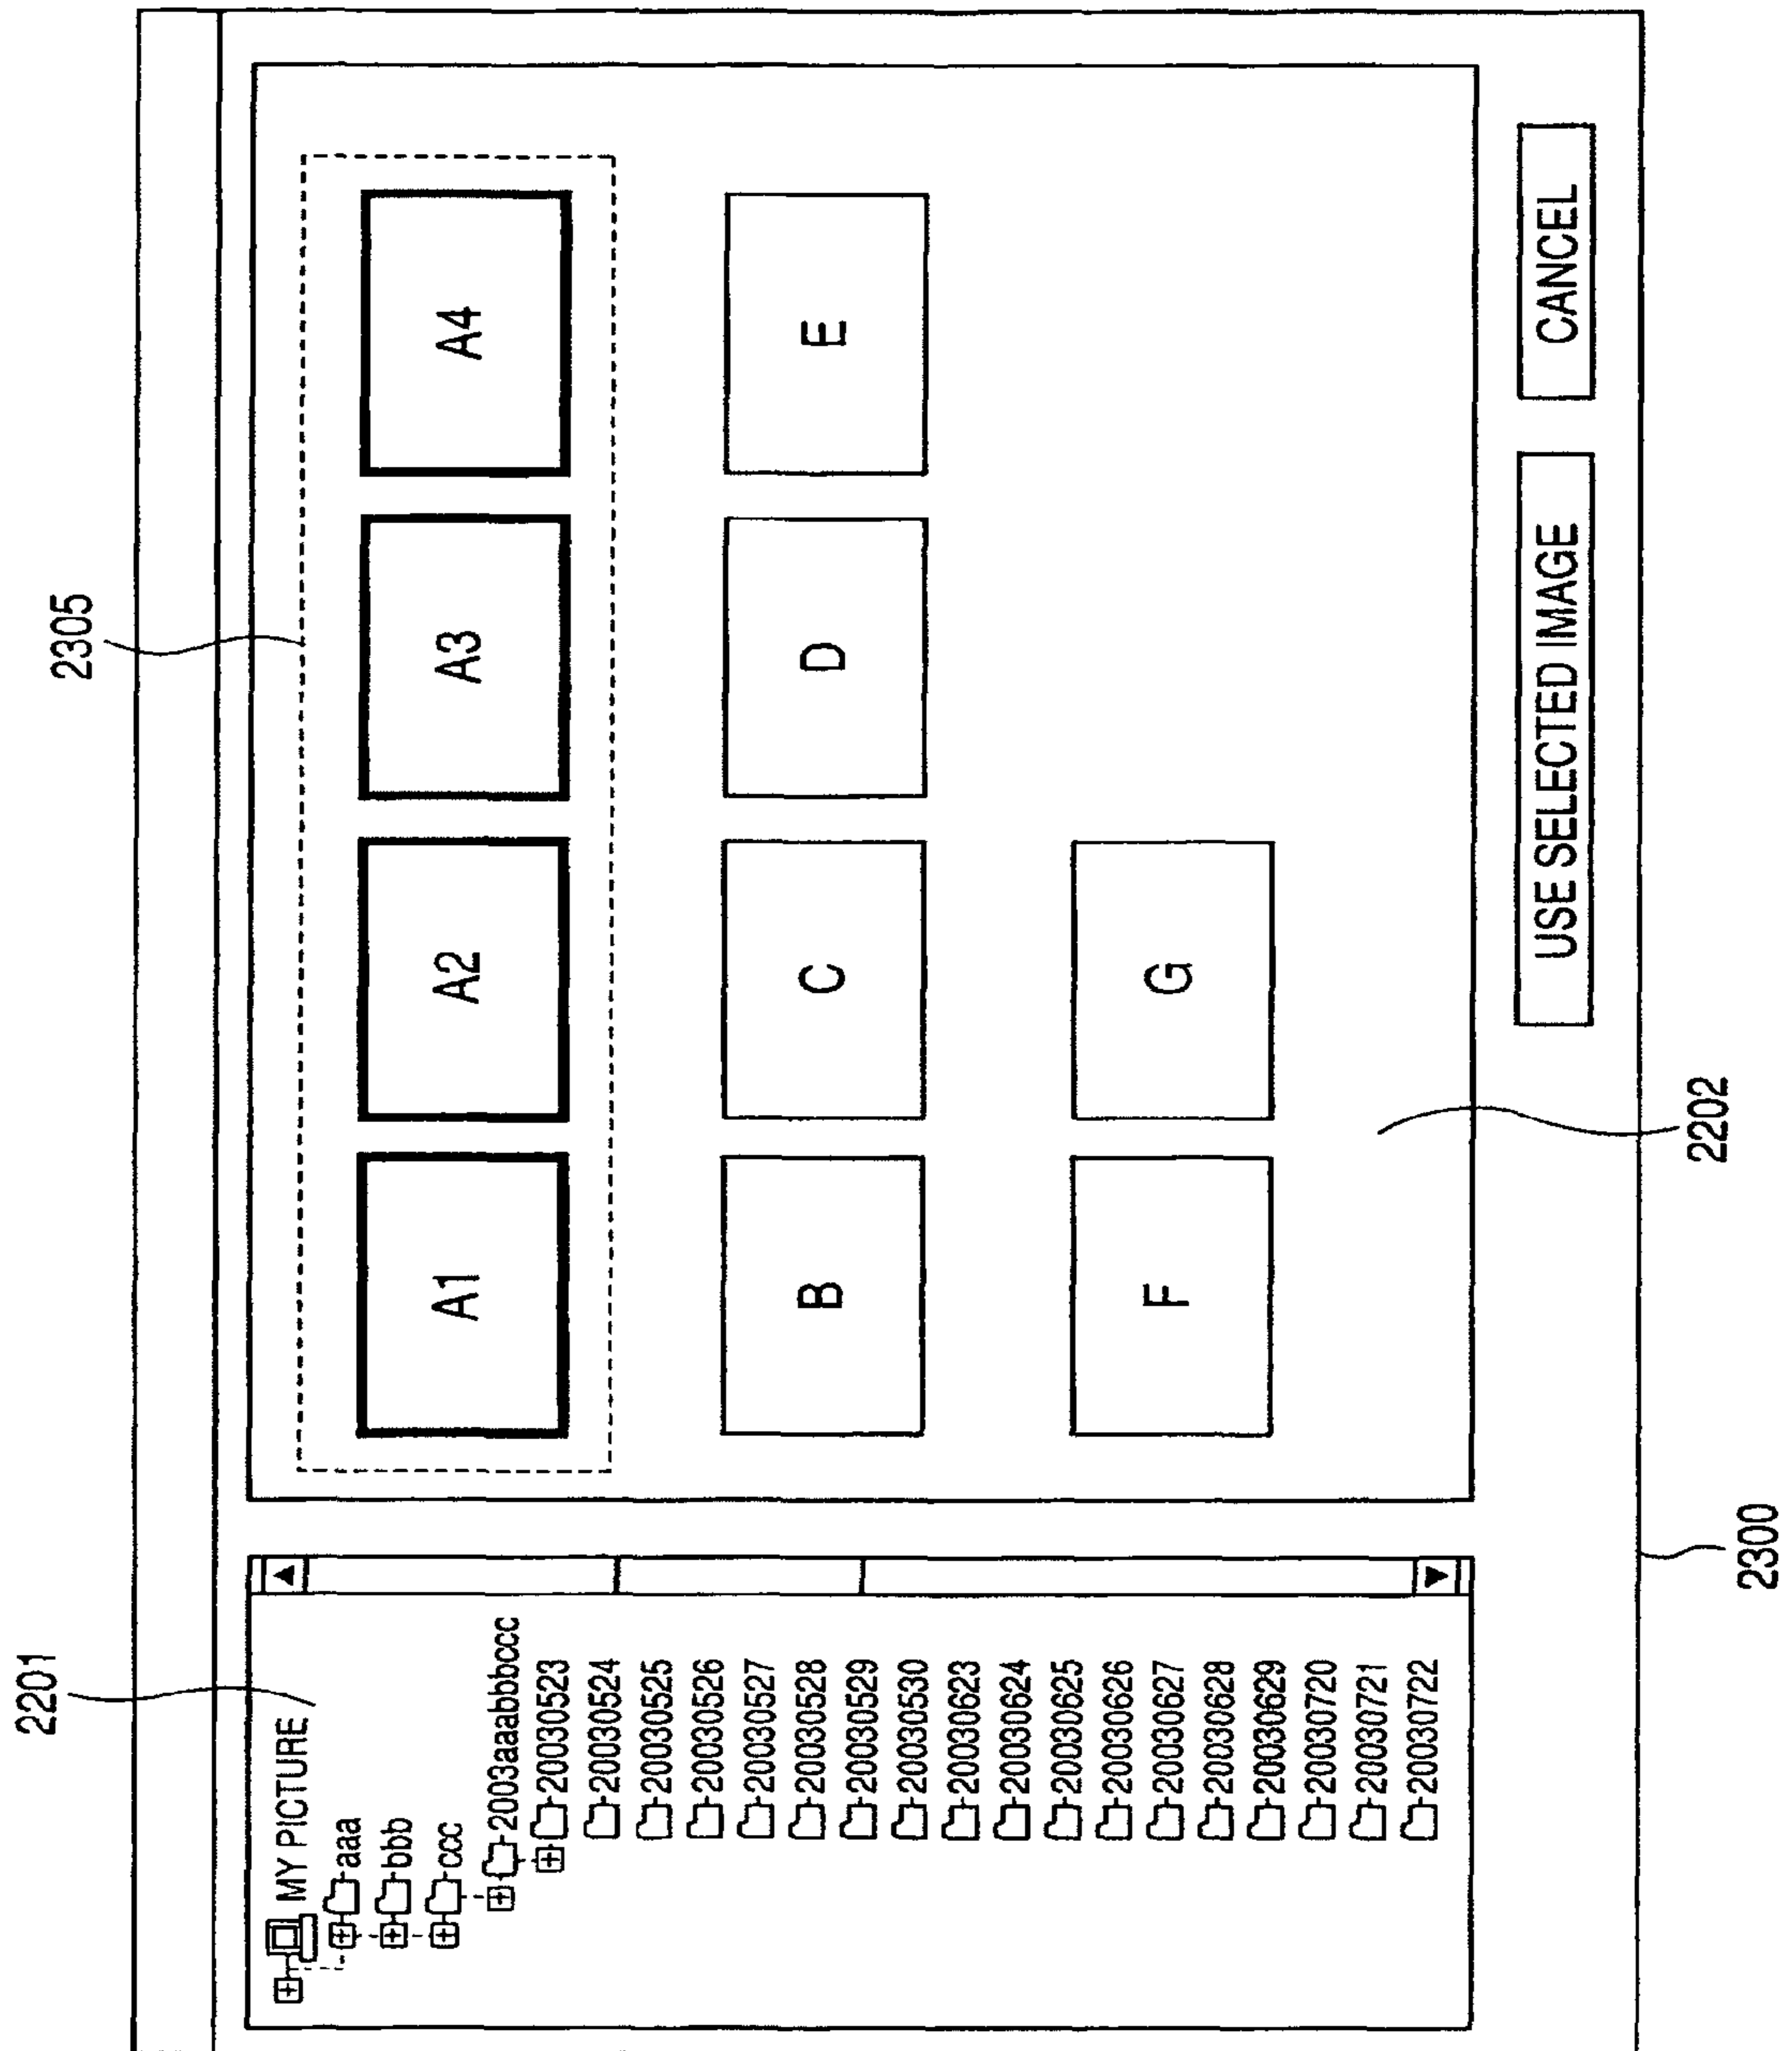 2201
2305
MY PICTURE
aaa
bbb
ccc
2003aaabbbccc
20030523
20030524
20030525
20030526
20030527
20030528
20030529
20030530
20030623
20030624
20030625
20030626
20030627
20030628
20030629
20030720
20030721
20030722
A1 A2 A3 A4
B C D E
F G
USE SELECTED IMAGE CANCEL
2300
2202